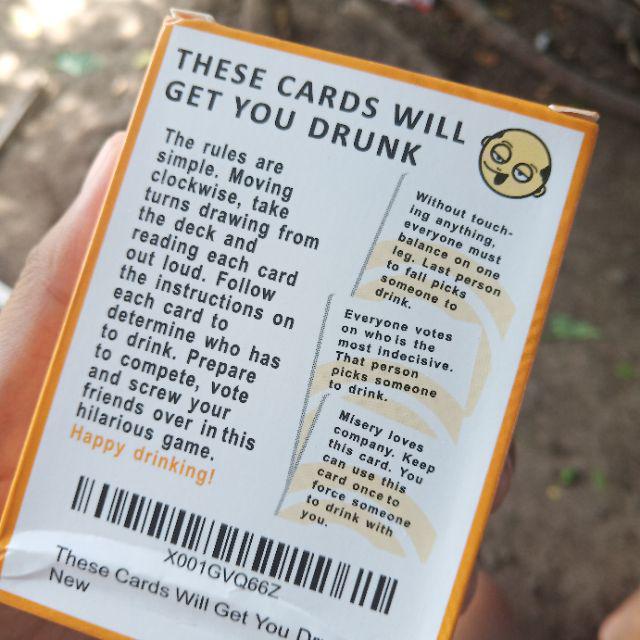 THESE CARDS WILL
GET YOU DRUNK
The rules are
simple. Moving
clockwise, take
turns drawing from
the deck and
reading each card
out loud. Follow
the instructions on
each card to
determine who has
to drink. Prepare
to compete, vote
and screw your
friends over in this
hilarious game.
Happy drinking!
Without touch-
ing anything,
everyone must
balance on one
leg. Last person
to fall picks
someone to
drink.
Everyone votes
on who is the
most indecisive.
That person
picks someone
to drink.
Misery loves
company. Keep
this card. You
can use this
card once to
force someone
to drink with
you.
X001GVQ66Z
These Cards Will Get You Dr
New